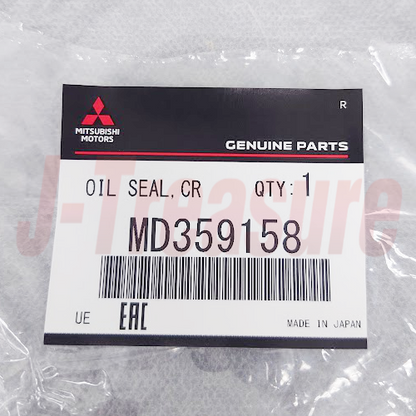 R
MITSUBISHI
MOTORS
GENUINE PARTS
OIL SEAL,CR QTY:1
J-Treasure
MD359158
UE EAC MADE IN JAPAN